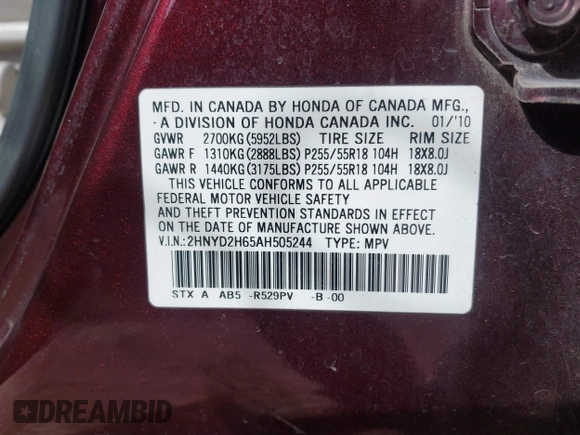 MFD. IN CANADA BY HONDA OF CANADA MFG.,
A DIVISION OF HONDA CANADA INC. 01/'10
GVWR 2700KG(5952LBS) TIRE SIZE RIM SIZE
GAWR F 1310KG(2888LBS) P255/55R18 104H 18X8.0J
GAWR R 1440KG(3175LBS) P255/55R18 104H 18X8.0J
THIS VEHICLE CONFORMS TO ALL APPLICABLE
FEDERAL MOTOR VEHICLE SAFETY
AND THEFT PREVENTION STANDARDS IN EFFECT
ON THE DATE OF MANUFACTURE SHOWN ABOVE.
V.I.N.:2HNYD2H65AH505244 TYPE: MPV
STX A AB5 -R529PV -B -00
DREAMBID